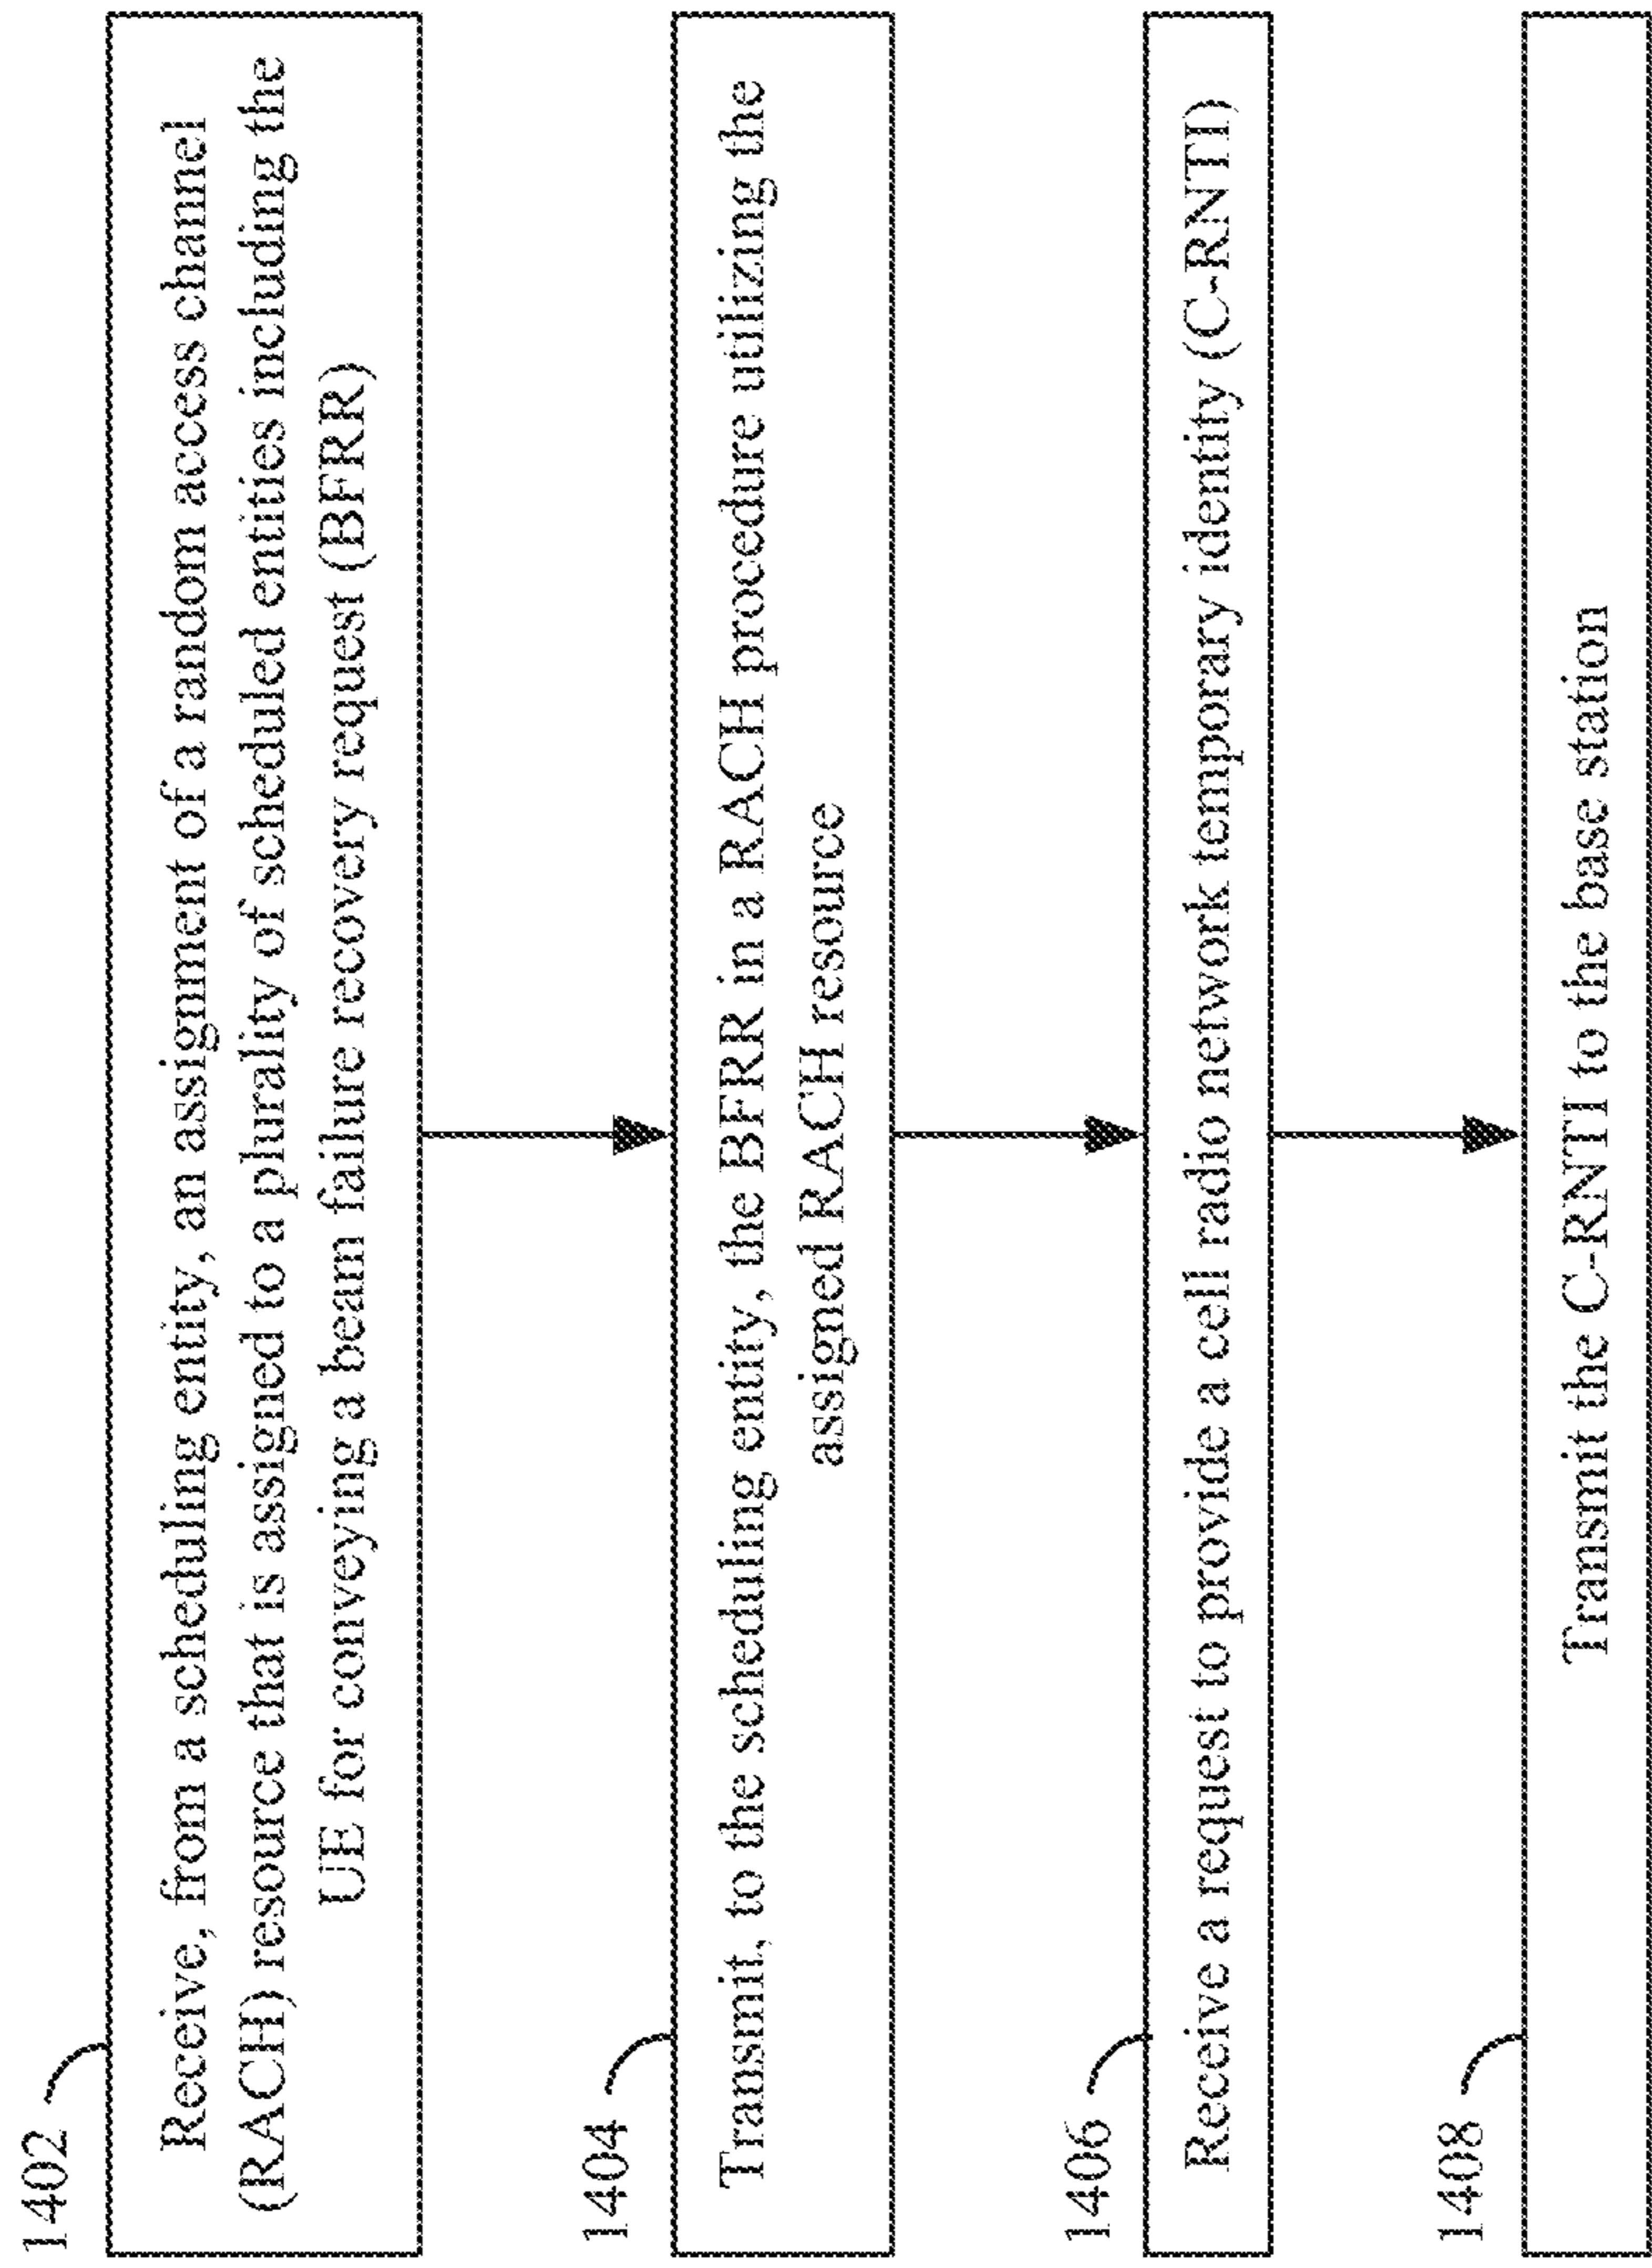 1402
Receive, from a scheduling entity, an assignment of a random access channel
(RACH) resource that is assigned to a plurality of scheduled entities including the
UE for conveying a beam failure recovery request (BFRR)
1404
Transmit, to the scheduling entity, the BFRR in a RACH procedure utilizing the
assigned RACH resource
1406
Receive a request to provide a cell radio network temporary identity (C-RNTI)
1408
Transmit the C-RNTI to the base station